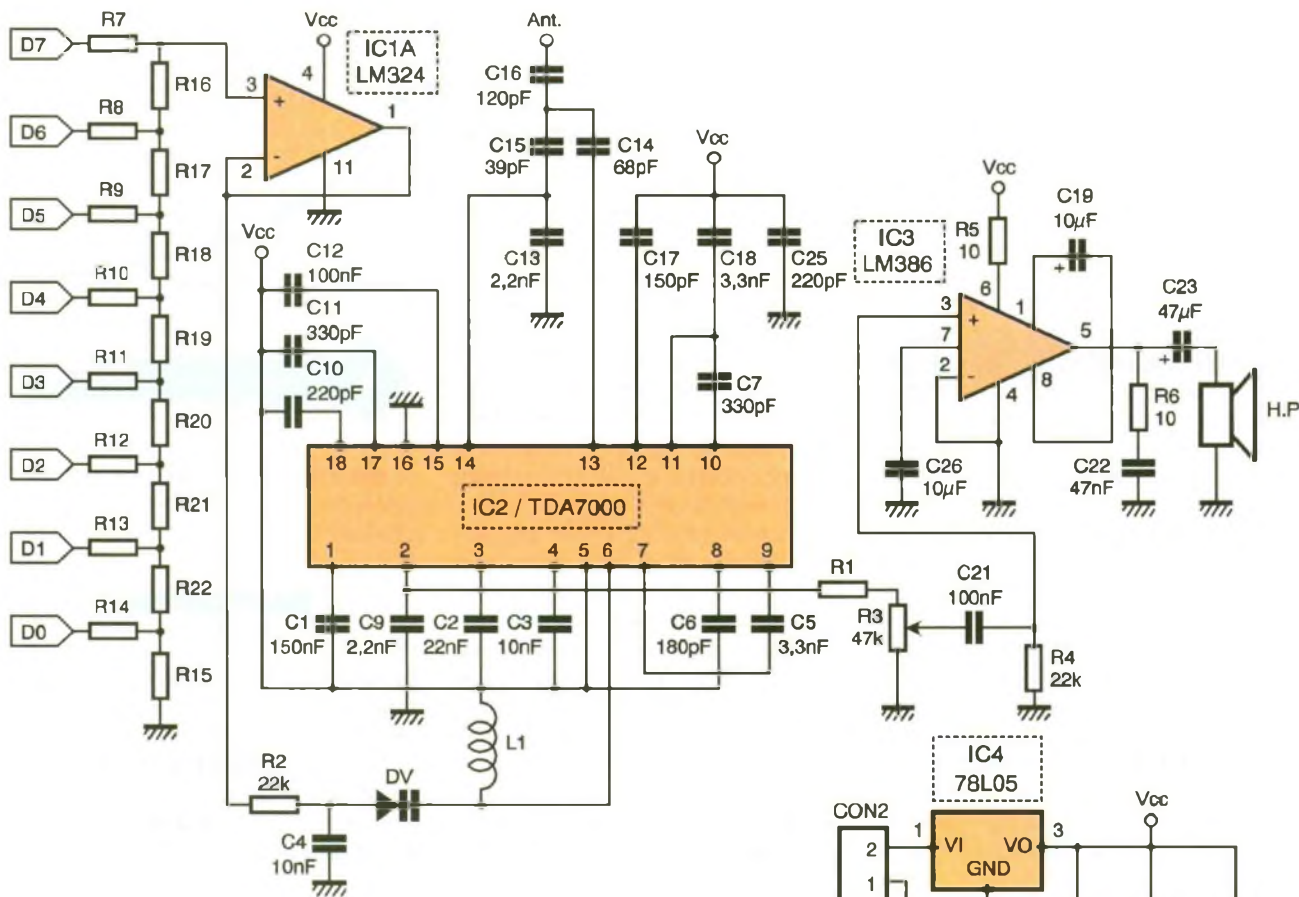 D7
R7
R16
D6
R8
R17
D5
R9
R18
D4
R10
R19
D3
R11
R20
D2
R12
R21
D1
R13
R22
D0
R14
R15
Vcc
4
3
+
2
-
1
11
IC1A
LM324
Vcc
C12
100nF
C11
330pF
C10
220pF
Ant.
C16
120pF
C15
39pF
C14
68pF
C13
2,2nF
Vcc
C17
150pF
C18
3,3nF
C25
220pF
C7
330pF
18 17 16 15 14 13 12 11 10
IC2 / TDA7000
1 2 3 4 5 6 7 8 9
C1
150nF
C9
2,2nF
C2
22nF
C3
10nF
C6
180pF
C5
3,3nF
L1
R2
22k
DV
C4
10nF
IC3
LM386
Vcc
R5
10
C19
10µF
+
6
1
3
+
7
2
-
5
4
8
C23
47µF
+
R6
10
C22
47nF
H.P
C26
10µF
R1
R3
47k
C21
100nF
R4
22k
IC4
78L05
CON2
2
1
1
VI
VO
GND
3
Vcc